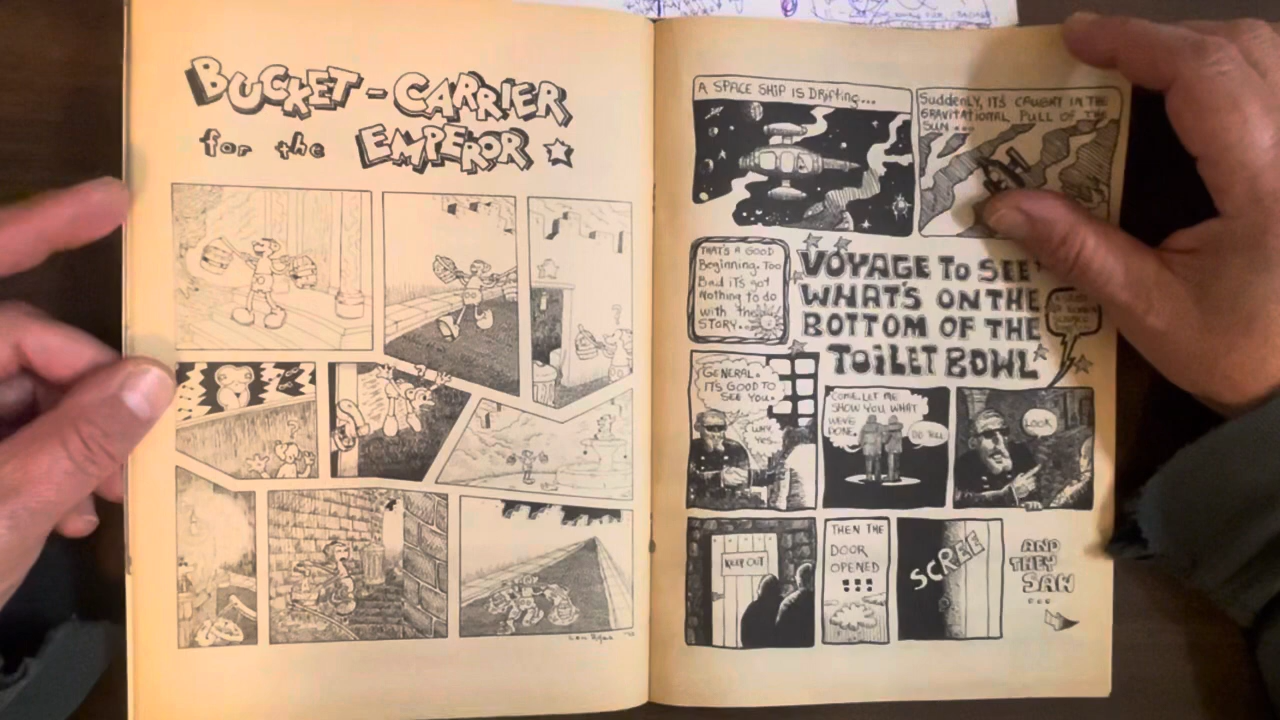 BUCKET-CARRIER
for the EMPEROR
?
?
?
A SPACE SHIP IS DRiftiNG...
SuddenLY, IT'S CAUGHT IN THE
GRAVITATIONAL PULL OF THE
SUN....
THAT'S A GOOD
Beginning. Too
Bad iT'S got
Nothing to do
with the
STORY...
VOYAGE To SEE
WHAT'S ON THE
BOTTOM OF THE
TOiLET BOWL
GENERAL.
IT'S GOOD TO
SEE YOU.
WHY,
YES..
COME. LET ME
SHOW YOU WHAT
WE'VE
DONE.
DO TELL
LOOK
KEEP OUT
THEN THE
DOOR
OPENED
SCREE
AND
THEY
SAW
...